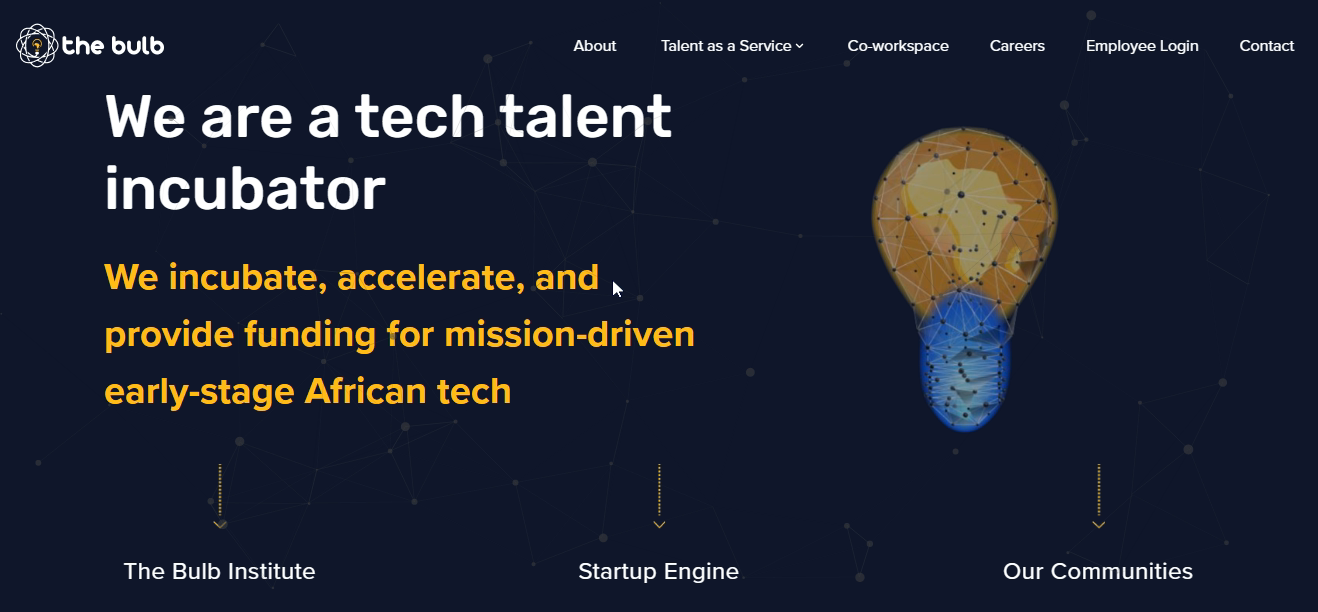 the bulb
About
Talent as a Service
Co-workspace
Careers
Employee Login
Contact
We are a tech talent
incubator
We incubate, accelerate, and
provide funding for mission-driven
early-stage African tech
The Bulb Institute
Startup Engine
Our Communities